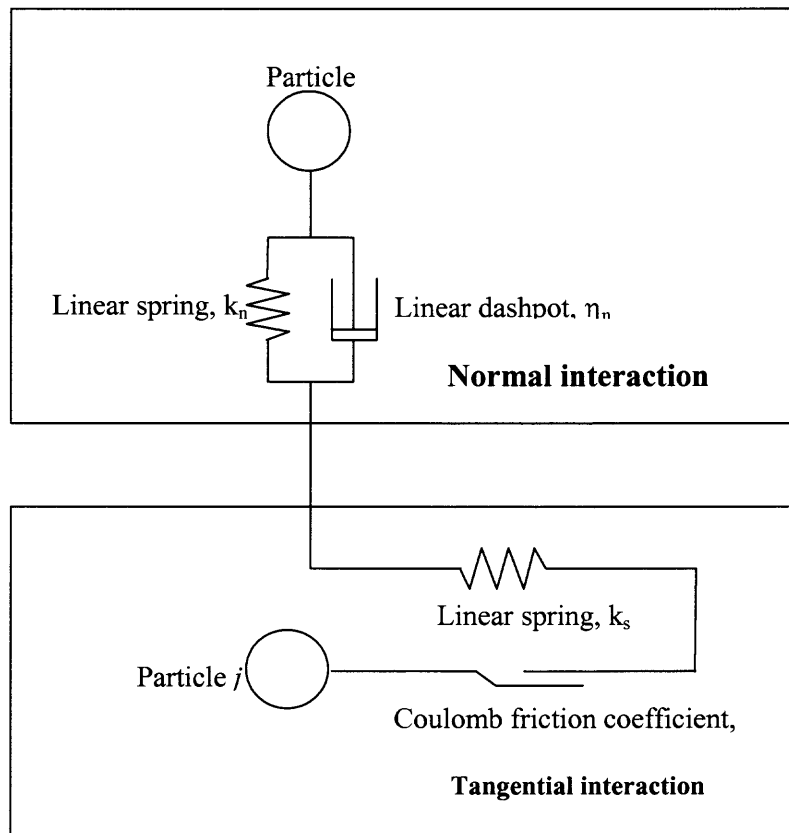 Particle
Linear spring, kₙ
Linear dashpot, ηₙ
Normal interaction
Linear spring, kₛ
Particle j
Coulomb friction coefficient,
Tangential interaction